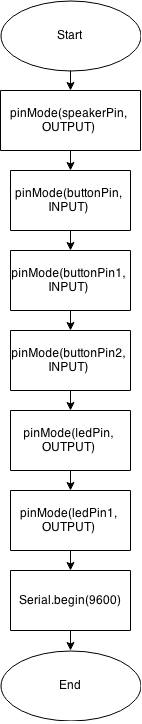 Start
pinMode(speakerPin,
OUTPUT)
pinMode(buttonPin,
INPUT)
pinMode(buttonPin1,
INPUT)
pinMode(buttonPin2,
INPUT)
pinMode(ledPin,
OUTPUT)
pinMode(ledPin1,
OUTPUT)
Serial.begin(9600)
End